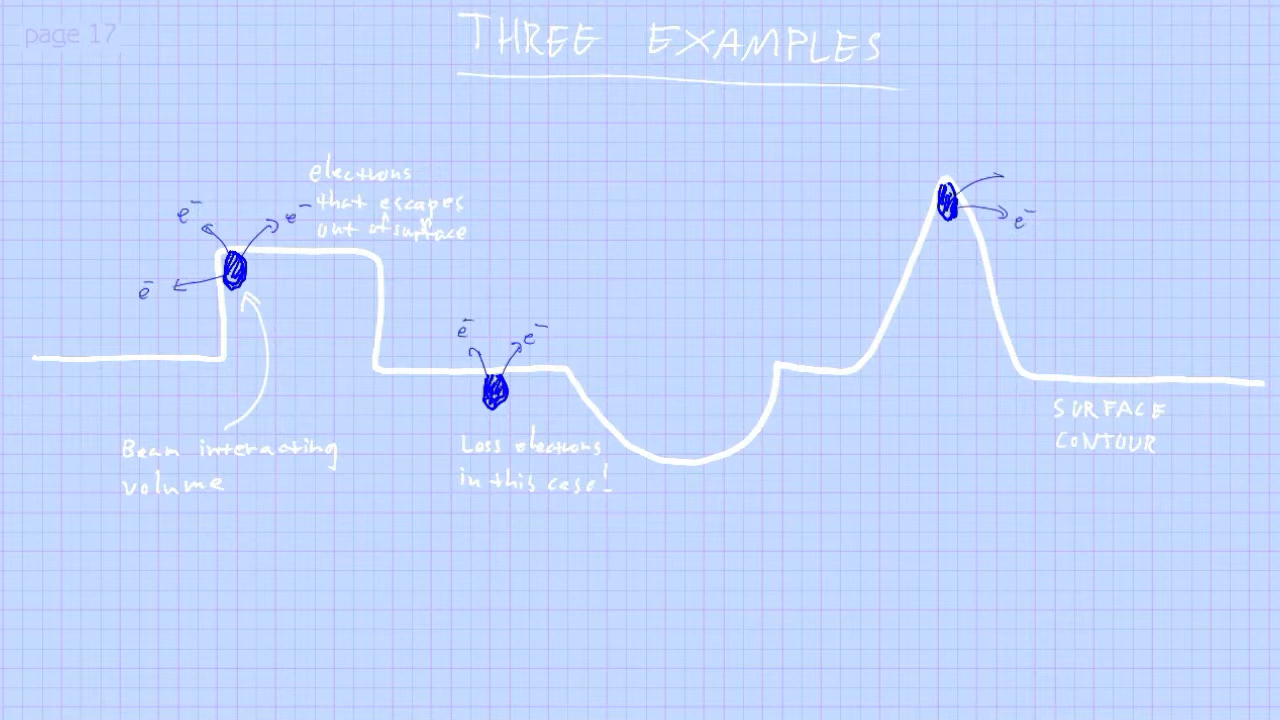 page 17
THREE EXAMPLES
electrons
that escapes
out of surface
e⁻
e⁻
e⁻
e⁻
e⁻
e⁻
Beam interacting
volume
Less electrons
in this case!
SURFACE
CONTOUR